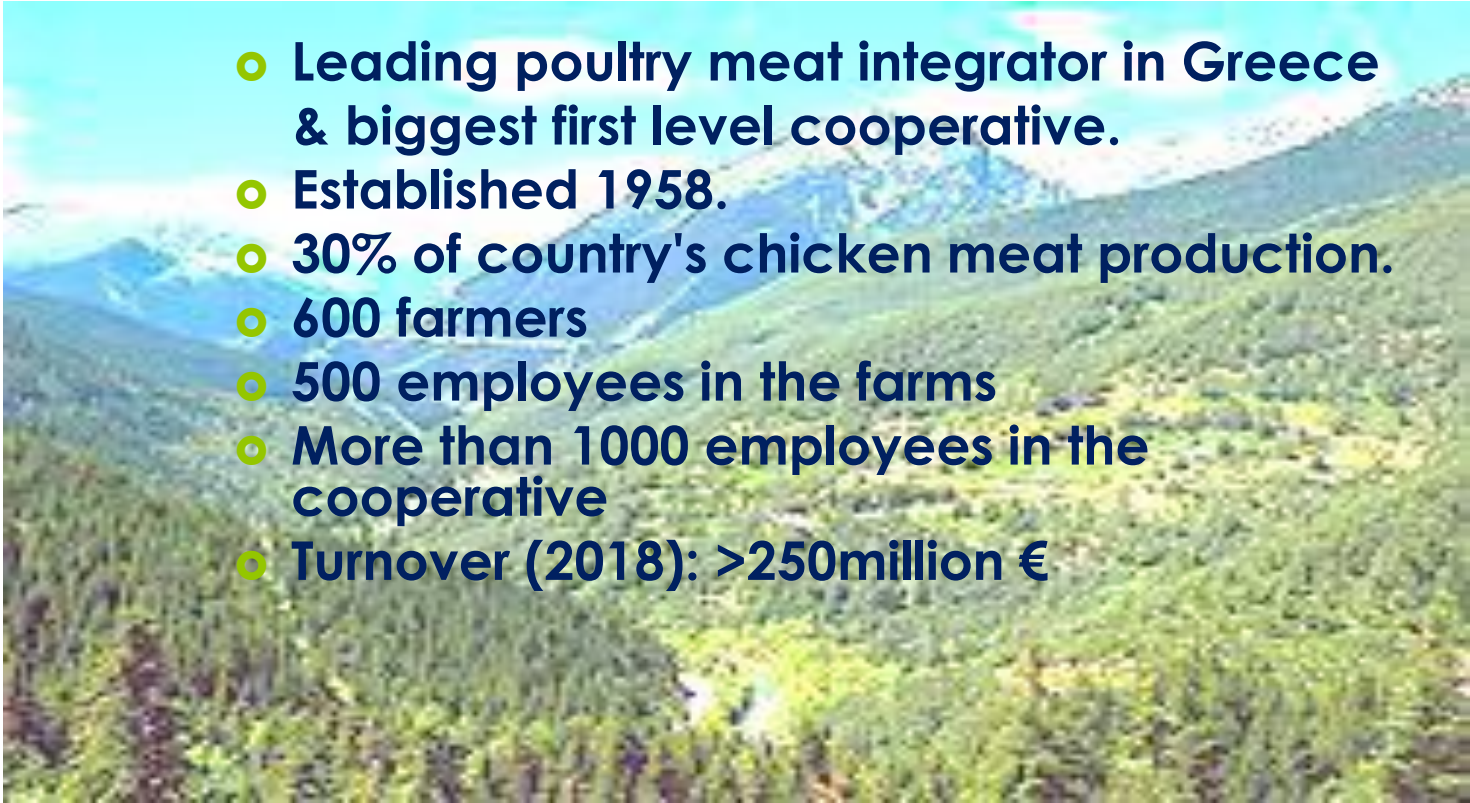 Leading poultry meat integrator in Greece
& biggest first level cooperative.
Established 1958.
30% of country's chicken meat production.
600 farmers
500 employees in the farms
More than 1000 employees in the
cooperative
Turnover (2018): >250million €